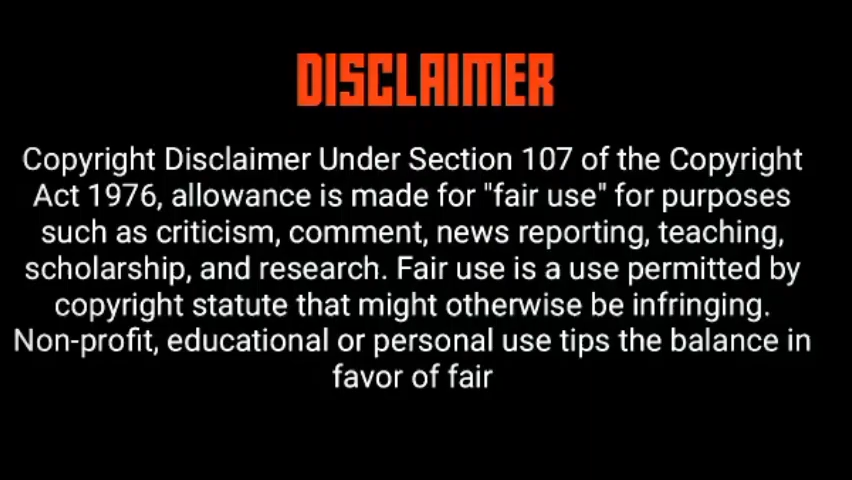 DISCLAIMER
Copyright Disclaimer Under Section 107 of the Copyright
Act 1976, allowance is made for "fair use" for purposes
such as criticism, comment, news reporting, teaching,
scholarship, and research. Fair use is a use permitted by
copyright statute that might otherwise be infringing.
Non-profit, educational or personal use tips the balance in
favor of fair